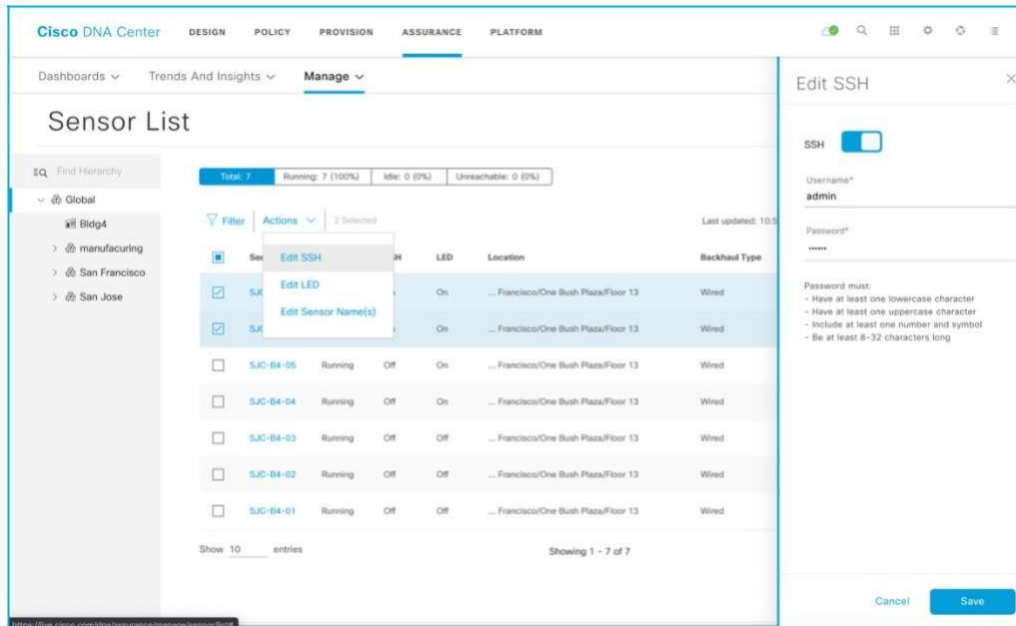 Cisco DNA Center DESIGN POLICY PROVISION ASSURANCE PLATFORM
Dashboards Trends And Insights Manage
Sensor List
Find Hierarchy
Global
Bldg4
manufacuring
San Francisco
San Jose
Total: 7 Running: 7 (100%) Idle: 0 (0%) Unreachable: 0 (0%)
Filter Actions 2 Selected Last updated: 10:5
LED Location Backhaul Type
Edit SSH
Edit LED
Edit Sensor Name(s)
On ... Francisco/One Bush Plaza/Floor 13 Wired
On ... Francisco/One Bush Plaza/Floor 13 Wired
SJC-B4-05 Running Off On ... Francisco/One Bush Plaza/Floor 13 Wired
SJC-B4-04 Running Off On ... Francisco/One Bush Plaza/Floor 13 Wired
SJC-B4-03 Running Off Off ... Francisco/One Bush Plaza/Floor 13 Wired
SJC-B4-02 Running Off Off ... Francisco/One Bush Plaza/Floor 13 Wired
SJC-B4-01 Running Off Off ... Francisco/One Bush Plaza/Floor 13 Wired
Show 10 entries Showing 1 - 7 of 7
Edit SSH
SSH
Username*
admin
Password*
••••••
Password must:
- Have at least one lowercase character
- Have at least one uppercase character
- Include at least one number and symbol
- Be at least 8-32 characters long
Cancel Save